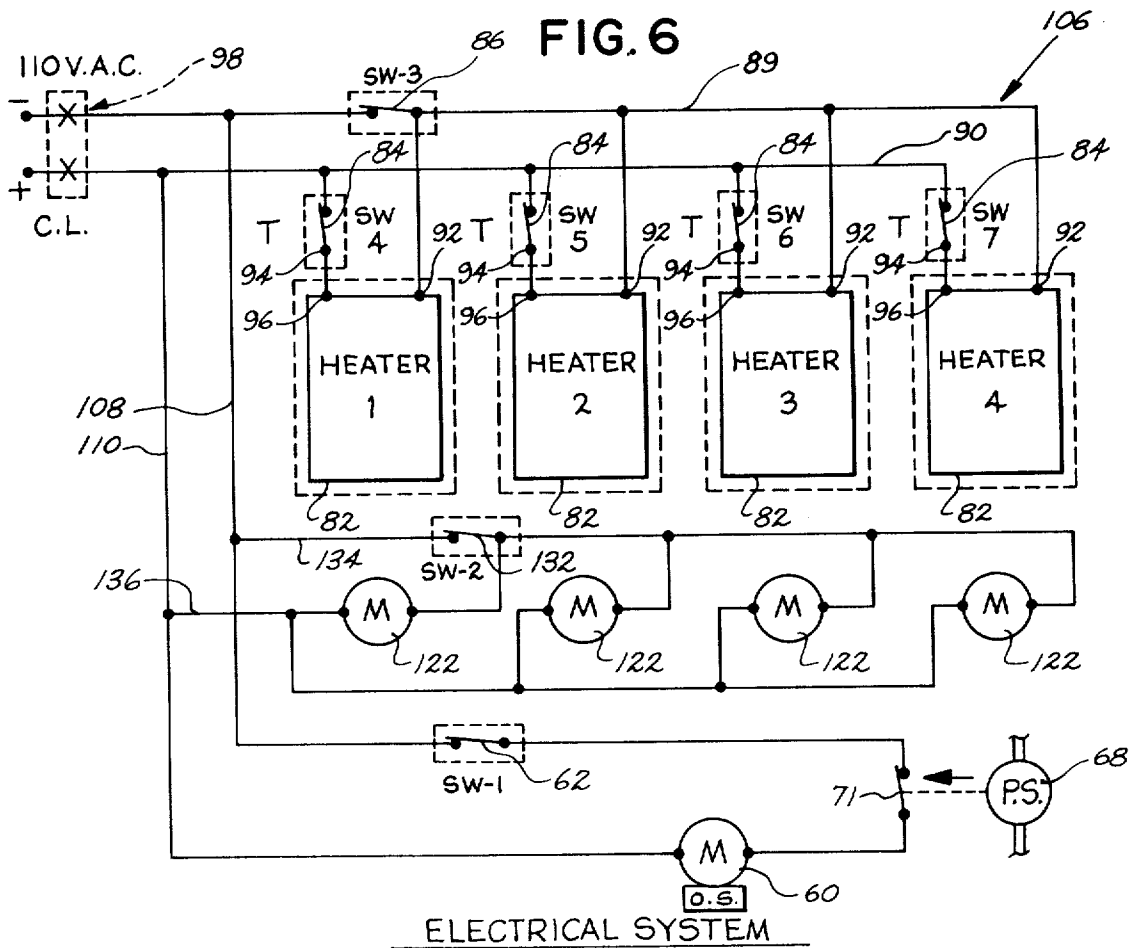 FIG. 6
106
110 V.A.C.
98
86
SW-3
89
90
−
+
C.L.
T
84
SW 4
94
92
T
84
SW 5
94
92
T
84
SW 6
94
92
T
84
SW 7
94
92
96
HEATER 1
82
96
HEATER 2
82
96
HEATER 3
82
96
HEATER 4
82
108
110
134
SW-2
132
136
M
122
M
122
M
122
M
122
SW-1
62
71
P.S.
68
M
60
O.S.
ELECTRICAL SYSTEM